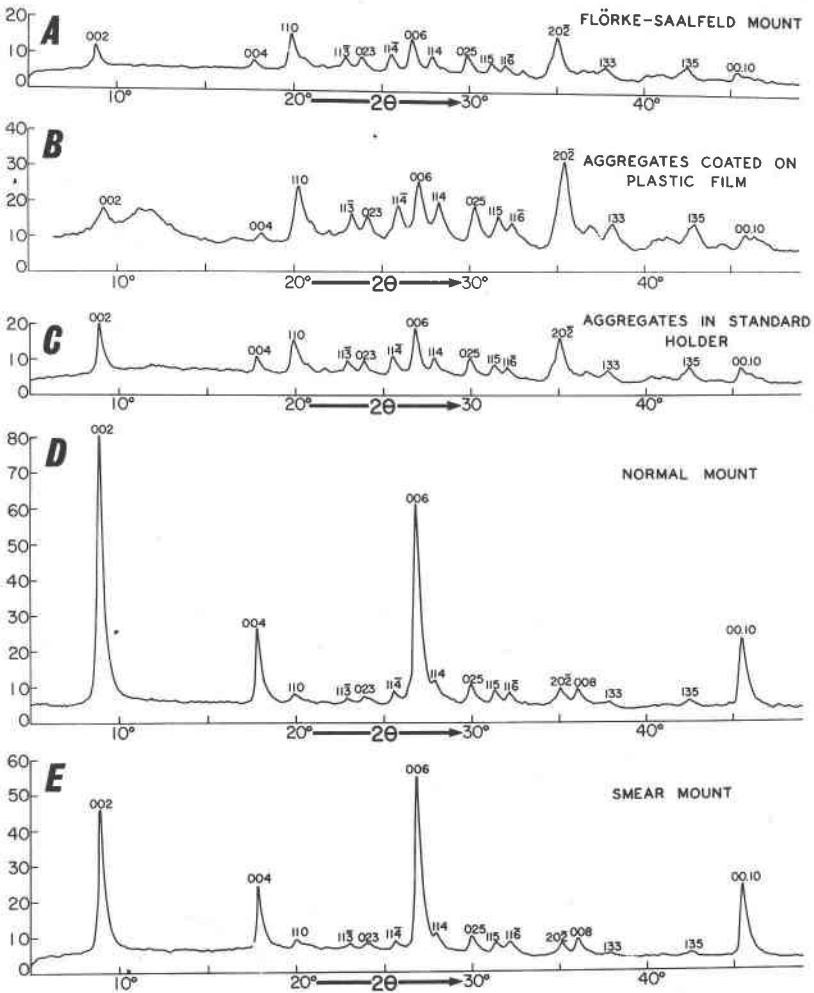 A
FLÖRKE-SAALFELD MOUNT
20
10
0
002 004 110 113̄ 023 114̄ 006 114 025 115 116̄ 202̄ 133 135 00.10
10° 20° 2θ 30° 40°
B
AGGREGATES COATED ON
PLASTIC FILM
40
30
20
10
0
002 004 110 113̄ 023 114̄ 006 114 025 115 116̄ 202̄ 133 135 00.10
10° 20° 2θ 30° 40°
C
AGGREGATES IN STANDARD
HOLDER
20
10
0
002 004 110 113̄ 023 114̄ 006 114 025 115 116̄ 202̄ 133 135 00.10
10° 20° 2θ 30° 40°
D
NORMAL MOUNT
80
70
60
50
40
30
20
10
0
002 004 110 113̄ 023 114̄ 006 114 025 115 116̄ 202̄ 008 133 135 00.10
10° 20° 2θ 30° 40°
E
SMEAR MOUNT
60
50
40
30
20
10
0
002 004 110 113̄ 023 114̄ 006 114 025 115 116̄ 202̄ 008 133 135 00.10
10° 20° 2θ 30° 40°